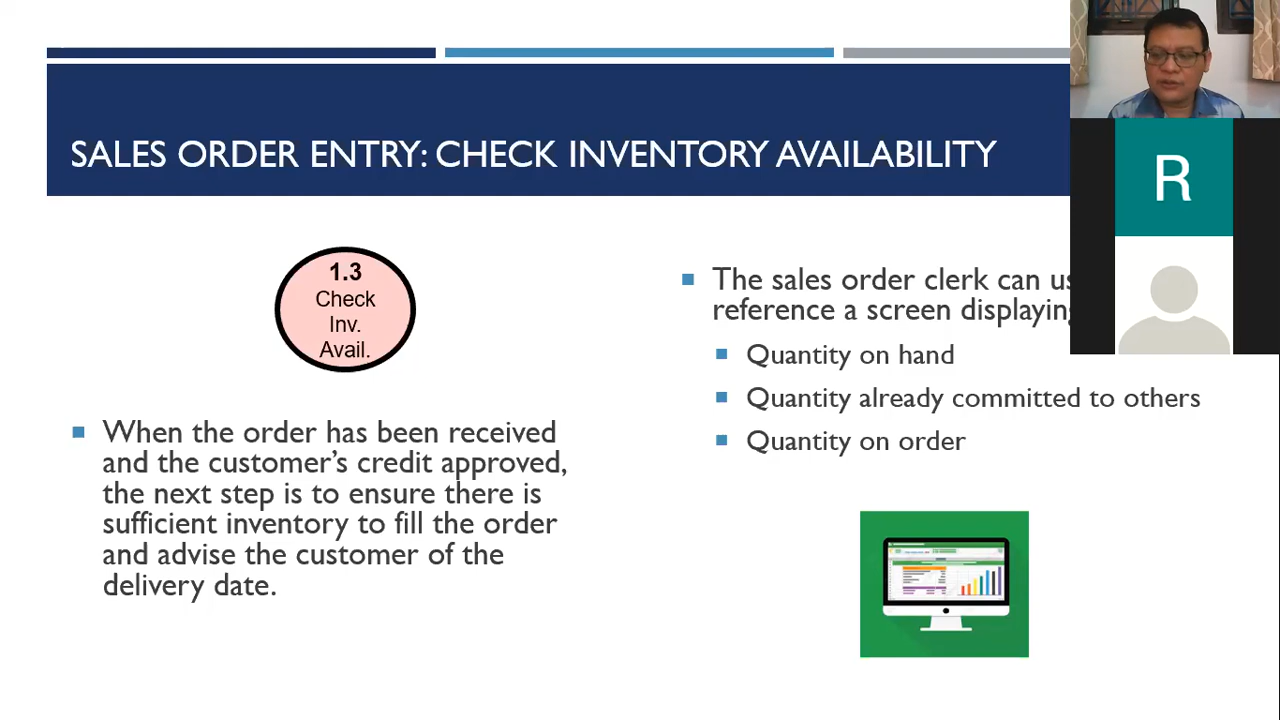 SALES ORDER ENTRY: CHECK INVENTORY AVAILABILITY
1.3
Check
Inv.
Avail.
When the order has been received
and the customer's credit approved,
the next step is to ensure there is
sufficient inventory to fill the order
and advise the customer of the
delivery date.
The sales order clerk can
reference a screen displaying
Quantity on hand
Quantity already committed to others
Quantity on order
R